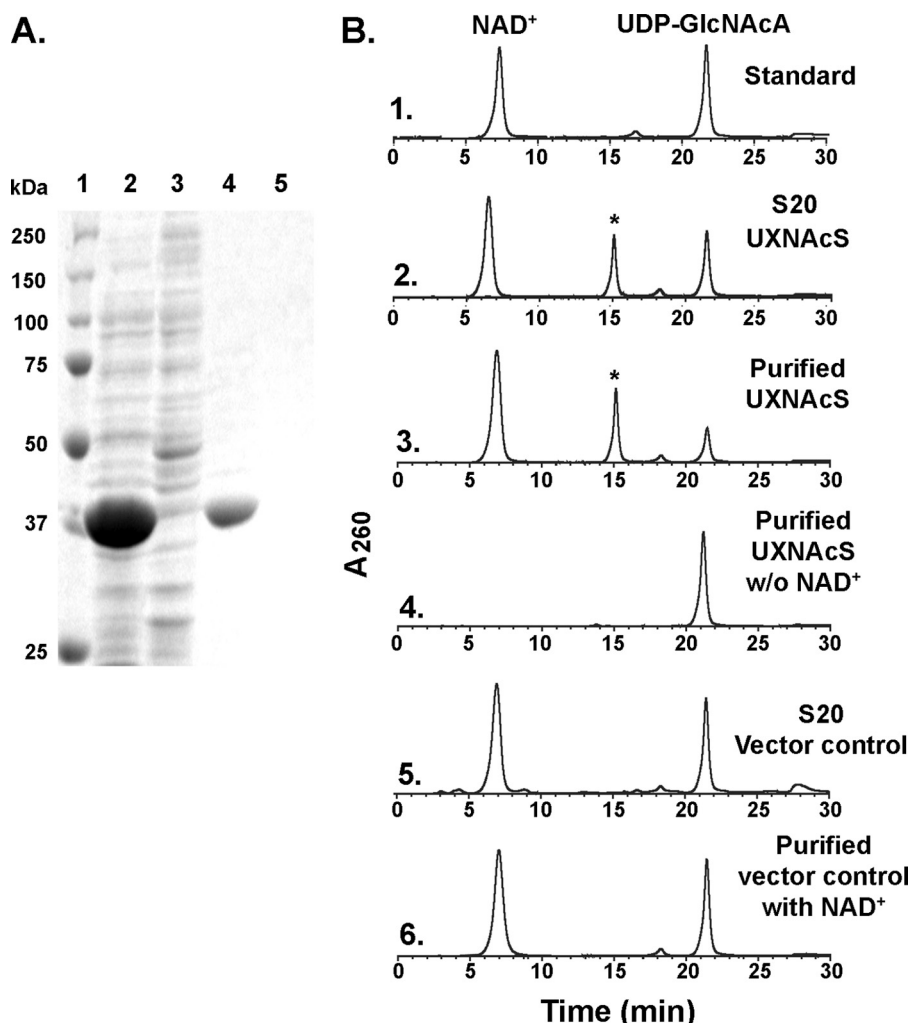 A.
kDa 1 2 3 4 5
250
150
100
75
50
37
25
B.
NAD+ UDP-GlcNAcA
Standard
1.
0 5 10 15 20 25 30
S20
UXNAcS
*
2.
0 5 10 15 20 25 30
Purified
UXNAcS
*
3.
0 5 10 15 20 25 30
A260
Purified
UXNAcS
w/o NAD+
4.
0 5 10 15 20 25 30
S20
Vector control
5.
0 5 10 15 20 25 30
Purified
vector control
with NAD+
6.
0 5 10 15 20 25 30
Time (min)